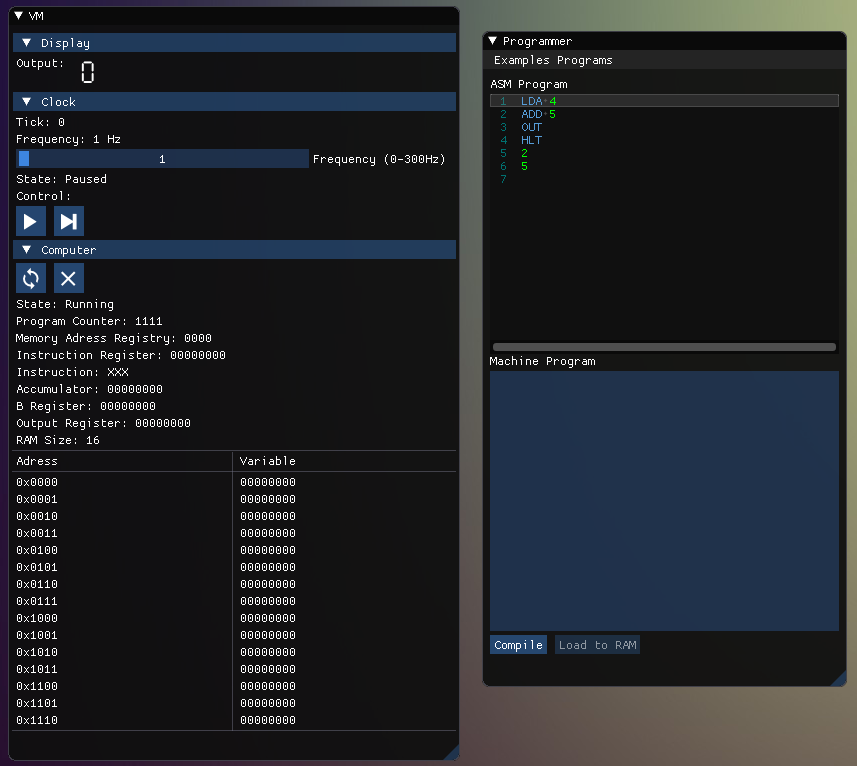 VM
Display
Output: 0
Clock
Tick: 0
Frequency: 1 Hz
1 Frequency (0-300Hz)
State: Paused
Control:
Computer
State: Running
Program Counter: 1111
Memory Adress Registry: 0000
Instruction Register: 00000000
Instruction: XXX
Accumulator: 00000000
B Register: 00000000
Output Register: 00000000
RAM Size: 16
Adress Variable
0x0000 00000000
0x0001 00000000
0x0010 00000000
0x0011 00000000
0x0100 00000000
0x0101 00000000
0x0110 00000000
0x0111 00000000
0x1000 00000000
0x1001 00000000
0x1010 00000000
0x1011 00000000
0x1100 00000000
0x1101 00000000
0x1110 00000000
Programmer
Examples Programs
ASM Program
1 LDA·4
2 ADD·5
3 OUT
4 HLT
5 2
6 5
7
Machine Program
Compile Load to RAM